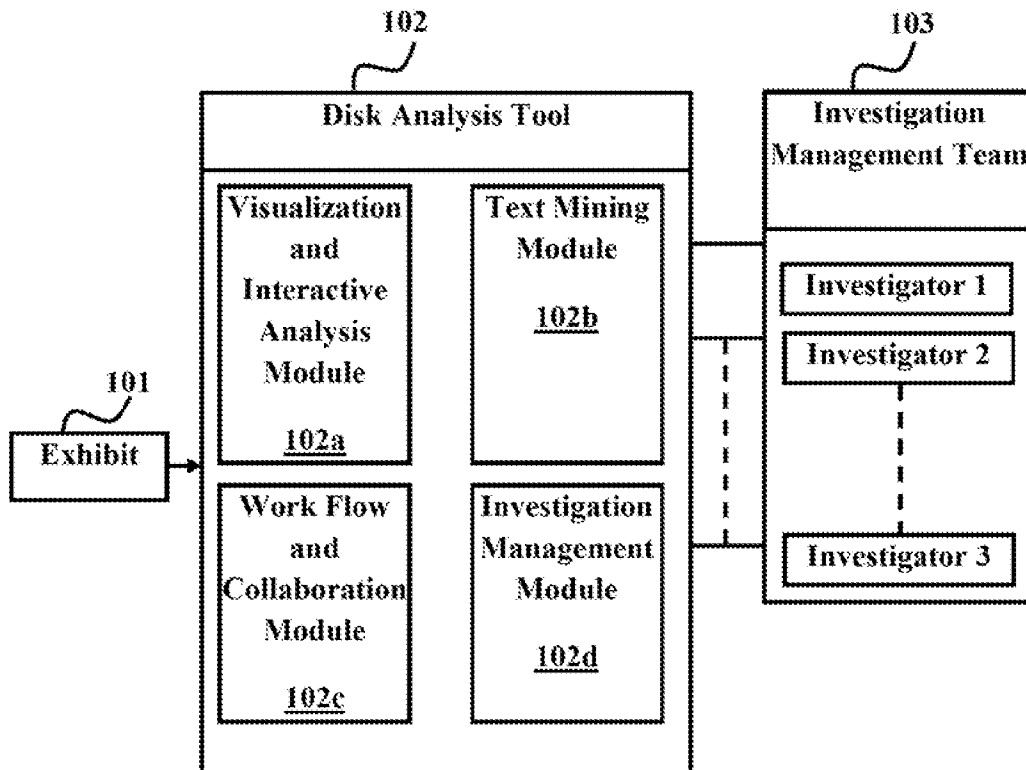 102
103
Disk Analysis Tool
Investigation
Management Team
Visualization
and
Interactive
Analysis
Module
102a
Text Mining
Module
102b
Investigator 1
Investigator 2
Investigator 3
101
Exhibit
Work Flow
and
Collaboration
Module
102c
Investigation
Management
Module
102d